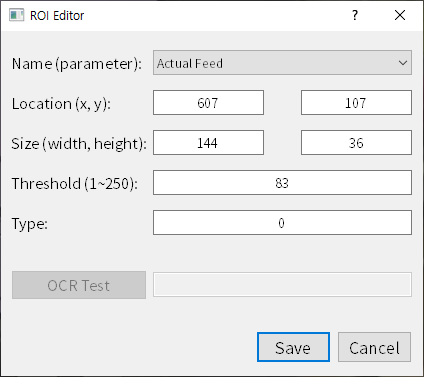 ROI Editor
Name (parameter): Actual Feed
Location (x, y): 607 107
Size (width, height): 144 36
Threshold (1~250): 83
Type: 0
OCR Test
Save Cancel